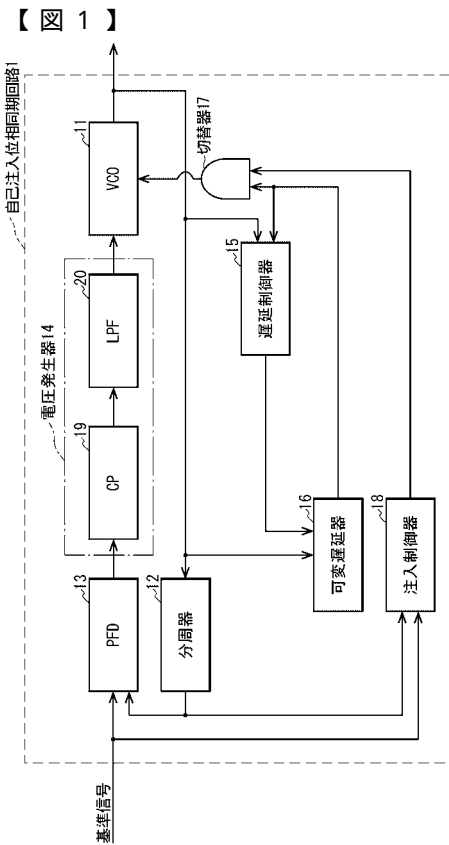 【図1】
自己注入位相同期回路1
基準信号
13
PFD
電圧発生器14
19
CP
20
LPF
11
VCO
12
分周器
切替器17
15
遅延制御器
16
可変遅延器
18
注入制御器